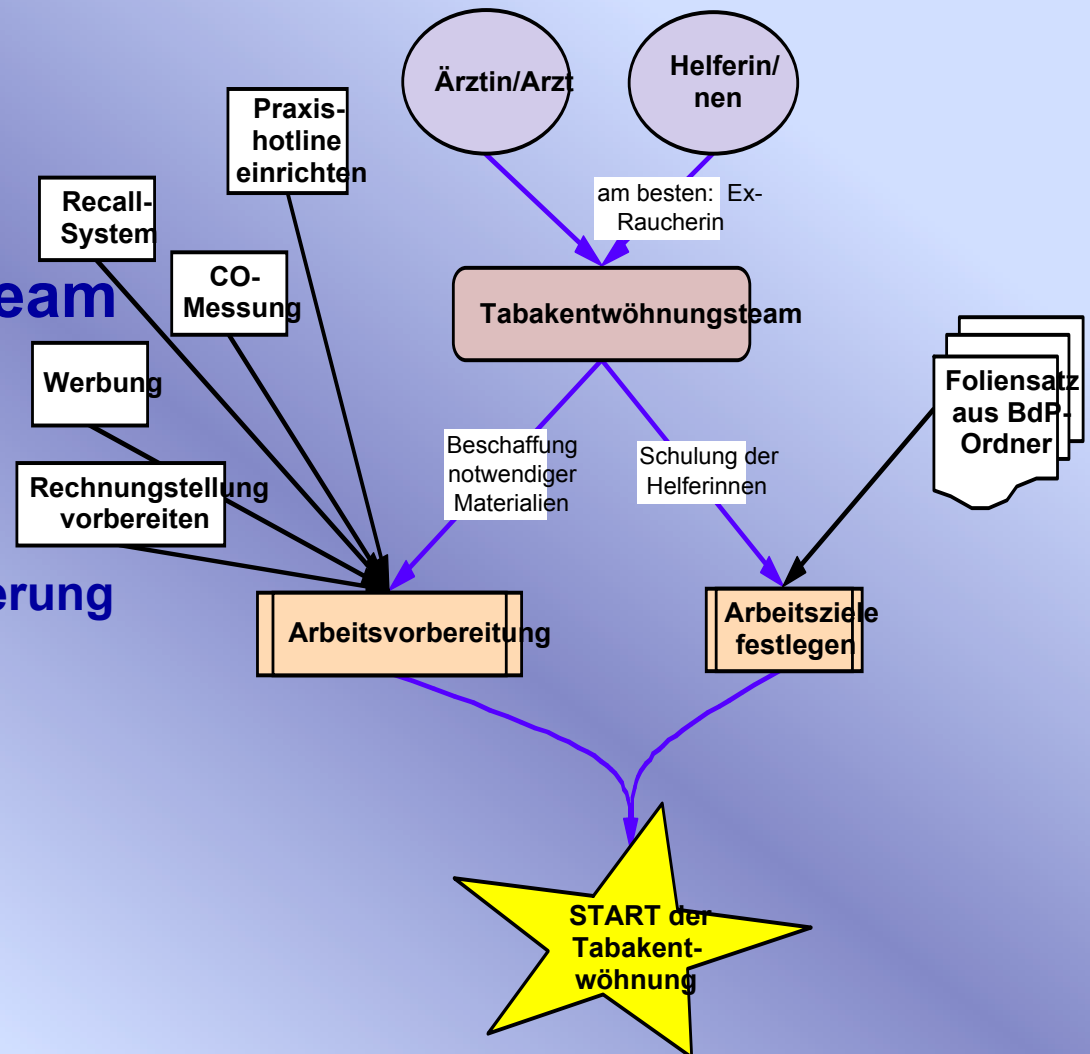 Ärztin/Arzt
Helferin/
nen
Praxis-
hotline
einrichten
am besten: Ex-
Raucherin
Recall-
System
CO-
Messung
eam
Tabakentwöhnungsteam
Werbung
Foliensatz
aus BdP-
Ordner
Beschaffung
notwendiger
Materialien
Schulung der
Helferinnen
Rechnungstellung
vorbereiten
erung
Arbeitsvorbereitung
Arbeitsziele
festlegen
START der
Tabakent-
wöhnung